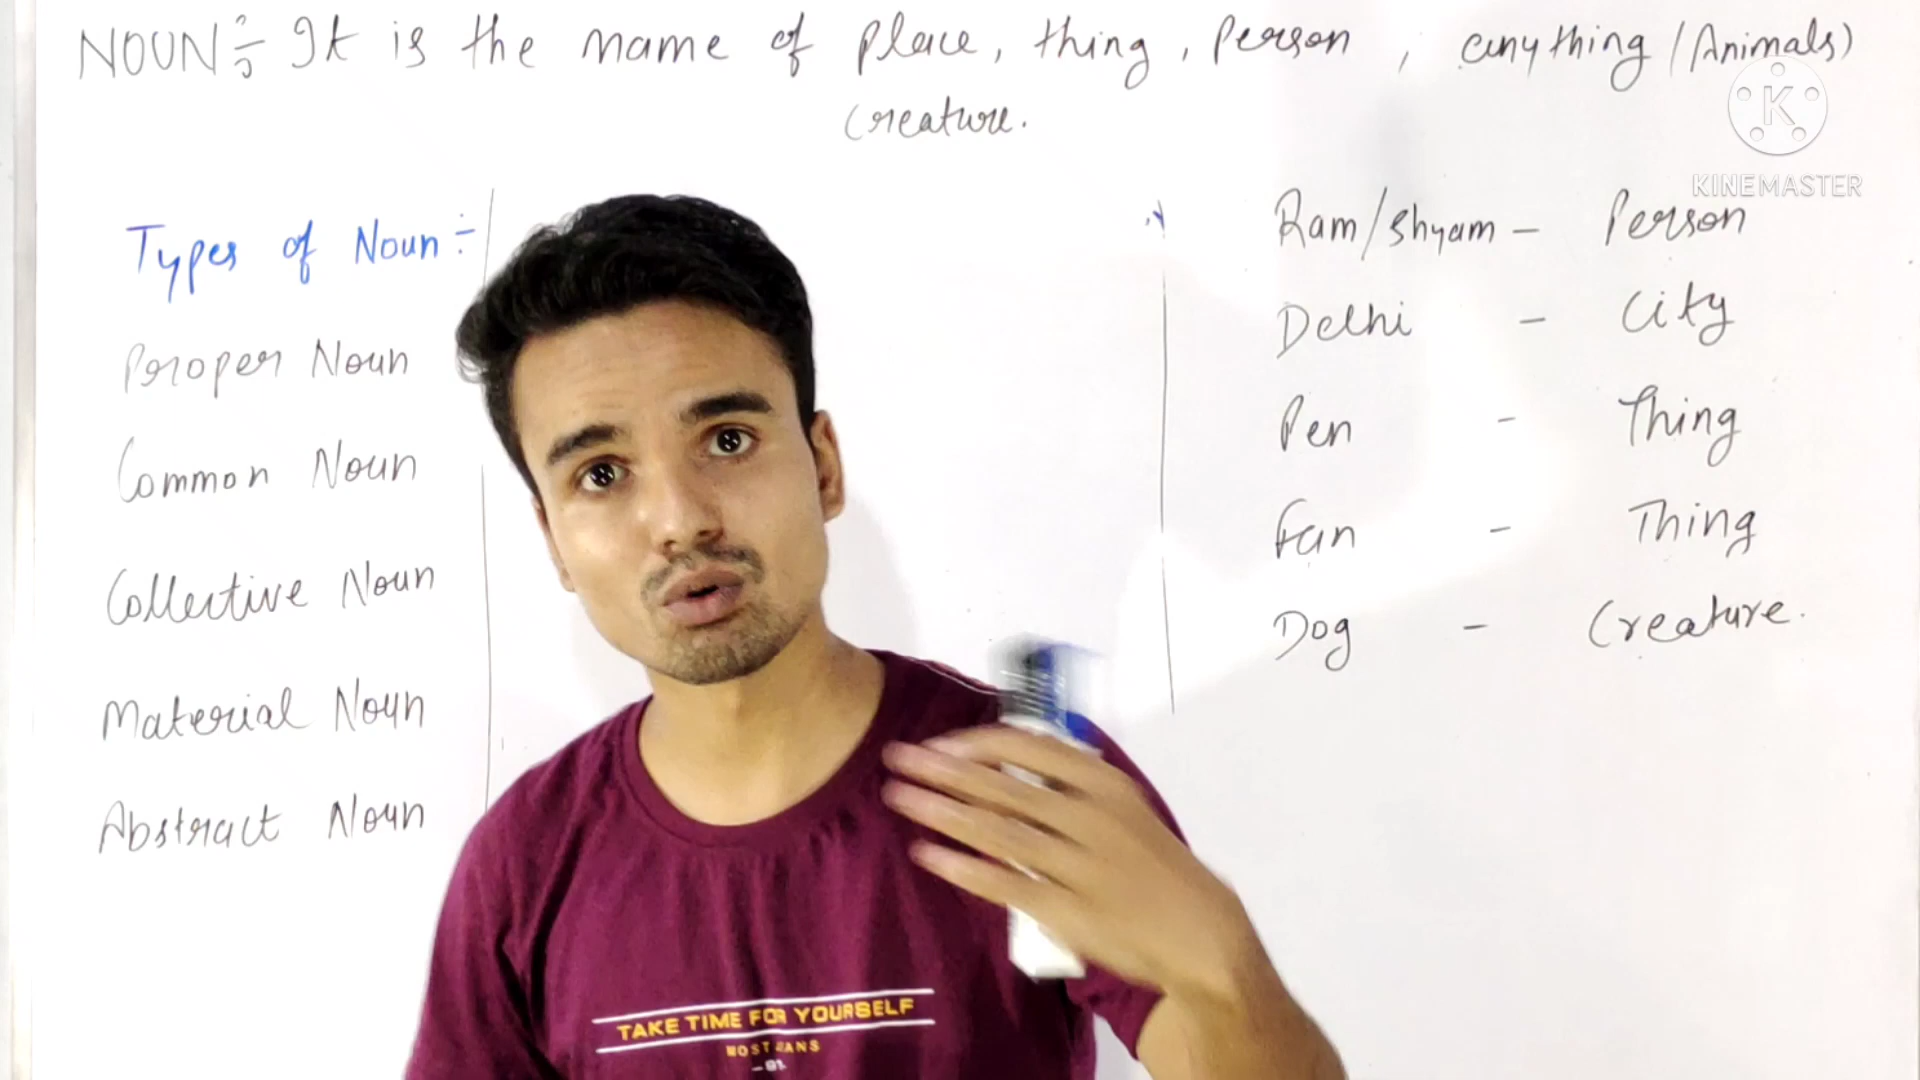 NOUN÷ It is the name of place, thing, Person, anything/(Animals)
creature.
KINEMASTER
Types of Noun÷
Proper Noun
Common Noun
Collective Noun
Material Noun
Abstract Noun
Ram/Shyam - Person
Delhi - City
Pen - Thing
Fan - Thing
Dog - Creature.
TAKE TIME FOR YOURSELF